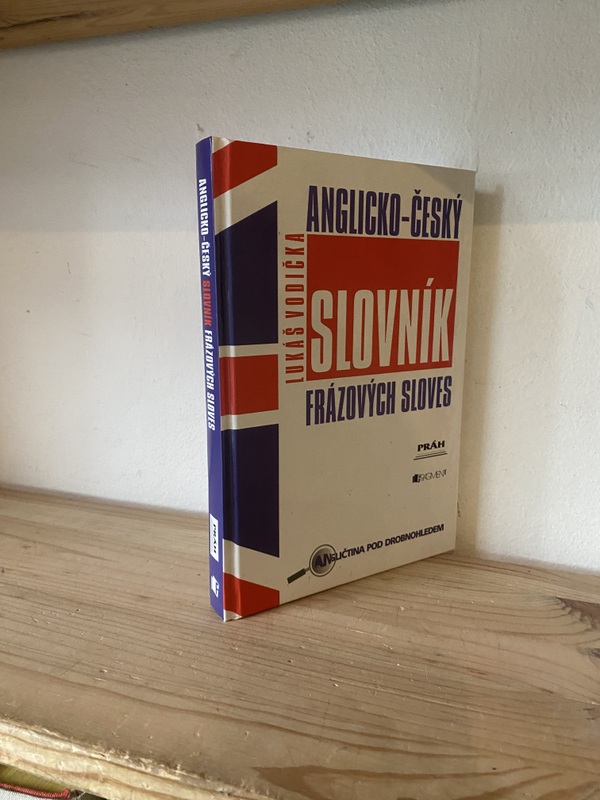 ANGLICKO–ČESKÝ SLOVNÍK FRÁZOVÝCH SLOVES
PRÁH
LUKÁŠ VODIČKA
ANGLICKO–ČESKÝ
SLOVNÍK
FRÁZOVÝCH SLOVES
PRÁH
FRAGMENT
ANGLIČTINA POD DROBNOHLEDEM